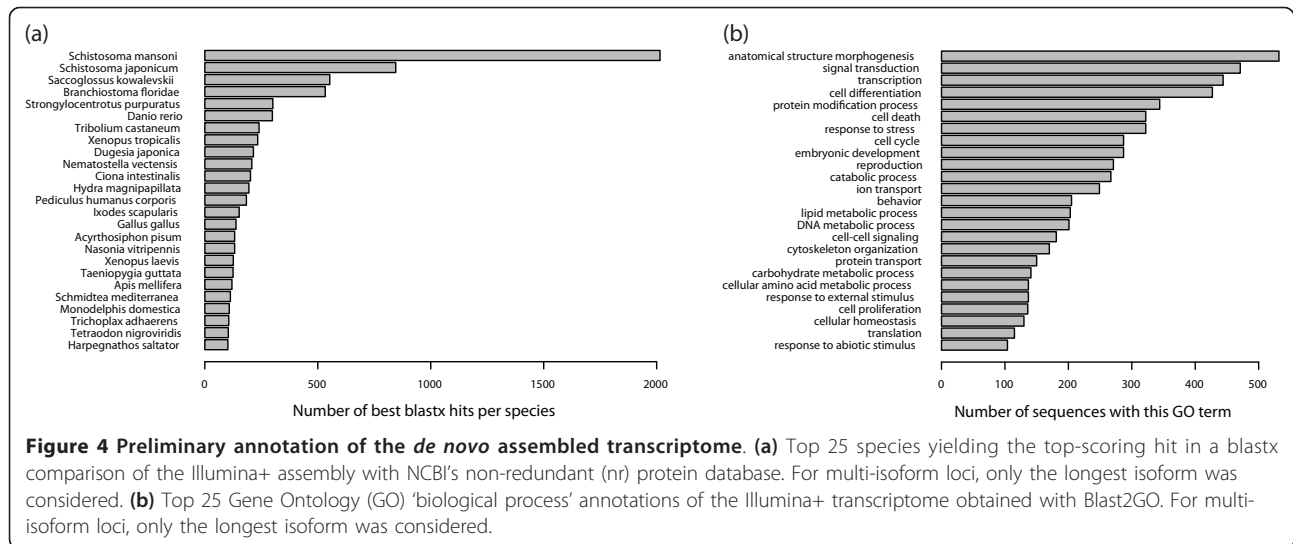 (a)
Schistosoma mansoni
Schistosoma japonicum
Saccoglossus kowalevskii
Branchiostoma floridae
Strongylocentrotus purpuratus
Danio rerio
Tribolium castaneum
Xenopus tropicalis
Dugesia japonica
Nematostella vectensis
Ciona intestinalis
Hydra magnipapillata
Pediculus humanus corporis
Ixodes scapularis
Gallus gallus
Acyrthosiphon pisum
Nasonia vitripennis
Xenopus laevis
Taeniopygia guttata
Apis mellifera
Schmidtea mediterranea
Monodelphis domestica
Trichoplax adhaerens
Tetraodon nigroviridis
Harpegnathos saltator
0 500 1000 1500 2000
Number of best blastx hits per species
(b)
anatomical structure morphogenesis
signal transduction
transcription
cell differentiation
protein modification process
cell death
response to stress
cell cycle
embryonic development
reproduction
catabolic process
ion transport
behavior
lipid metabolic process
DNA metabolic process
cell-cell signaling
cytoskeleton organization
protein transport
carbohydrate metabolic process
cellular amino acid metabolic process
response to external stimulus
cell proliferation
cellular homeostasis
translation
response to abiotic stimulus
0 100 200 300 400 500
Number of sequences with this GO term
Figure 4 Preliminary annotation of the de novo assembled transcriptome. (a) Top 25 species yielding the top-scoring hit in a blastx
comparison of the Illumina+ assembly with NCBI's non-redundant (nr) protein database. For multi-isoform loci, only the longest isoform was
considered. (b) Top 25 Gene Ontology (GO) 'biological process' annotations of the Illumina+ transcriptome obtained with Blast2GO. For multi-
isoform loci, only the longest isoform was considered.